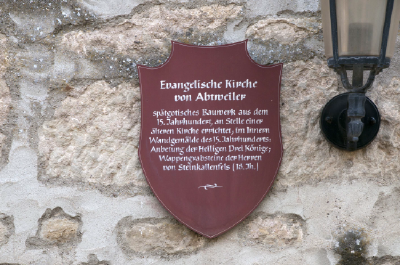 Evangelische Kirche
von Abtweiler
spätgotisches Bauwerk aus dem
15. Jahrhundert, an Stelle einer
älteren Kirche errichtet, im Innern
Wandgemälde des 15. Jahrhunderts:
Anbetung der Heiligen Drei Könige;
Wappengrabsteine der Herren
von Steinkallenfels (18. Jh.)